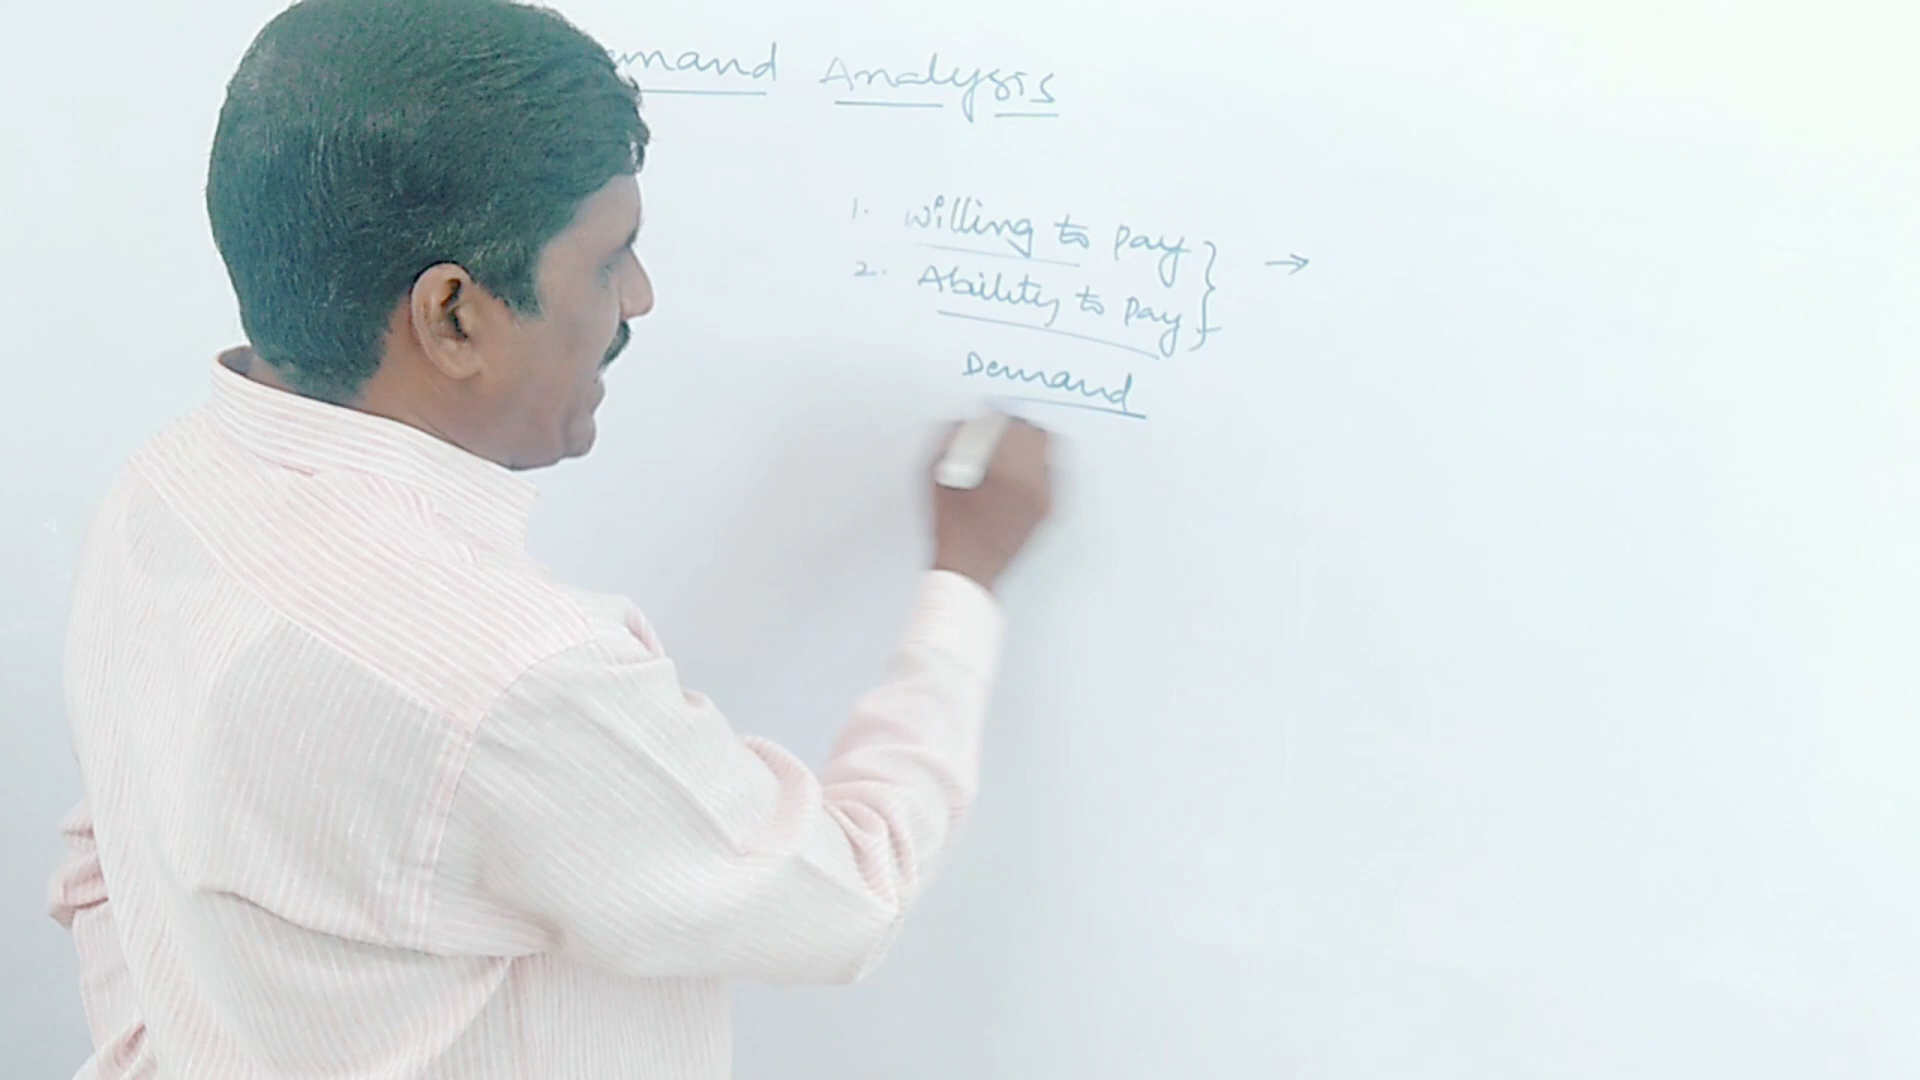 emand Analysis
1. Willing to pay } →
2. Ability to pay
Demand